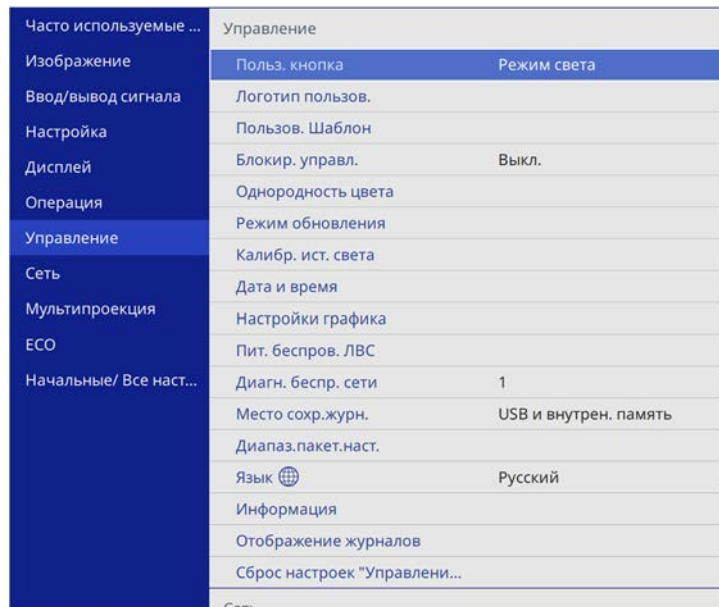 Часто используемые ...
Изображение
Ввод/вывод сигнала
Настройка
Дисплей
Операция
Управление
Сеть
Мультипроекция
ECO
Начальные/ Все наст...
Управление
Польз. кнопка Режим света
Логотип пользов.
Пользов. Шаблон
Блокир. управл. Выкл.
Однородность цвета
Режим обновления
Калибр. ист. света
Дата и время
Настройки графика
Пит. беспров. ЛВС
Диагн. беспр. сети 1
Место сохр.журн. USB и внутрен. память
Диапаз.пакет.наст.
Язык Русский
Информация
Отображение журналов
Сброс настроек "Управлени...